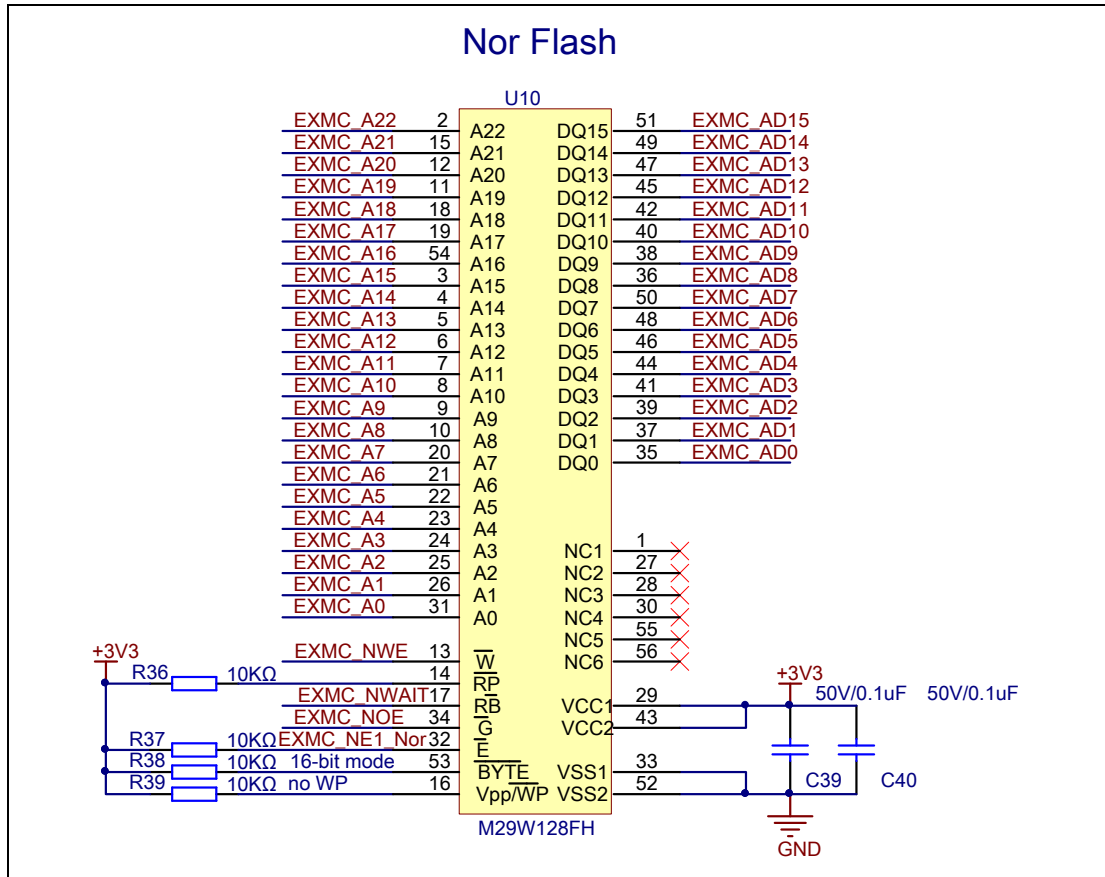 Nor Flash
U10
EXMC_A22 2 A22 DQ15 51 EXMC_AD15
EXMC_A21 15 A21 DQ14 49 EXMC_AD14
EXMC_A20 12 A20 DQ13 47 EXMC_AD13
EXMC_A19 11 A19 DQ12 45 EXMC_AD12
EXMC_A18 18 A18 DQ11 42 EXMC_AD11
EXMC_A17 19 A17 DQ10 40 EXMC_AD10
EXMC_A16 54 A16 DQ9 38 EXMC_AD9
EXMC_A15 3 A15 DQ8 36 EXMC_AD8
EXMC_A14 4 A14 DQ7 50 EXMC_AD7
EXMC_A13 5 A13 DQ6 48 EXMC_AD6
EXMC_A12 6 A12 DQ5 46 EXMC_AD5
EXMC_A11 7 A11 DQ4 44 EXMC_AD4
EXMC_A10 8 A10 DQ3 41 EXMC_AD3
EXMC_A9 9 A9 DQ2 39 EXMC_AD2
EXMC_A8 10 A8 DQ1 37 EXMC_AD1
EXMC_A7 20 A7 DQ0 35 EXMC_AD0
EXMC_A6 21 A6
EXMC_A5 22 A5
EXMC_A4 23 A4
EXMC_A3 24 A3 NC1 1
EXMC_A2 25 A2 NC2 27
EXMC_A1 26 A1 NC3 28
EXMC_A0 31 A0 NC4 30
NC5 55
+3V3 EXMC_NWE 13 W NC6 56
R36 10KΩ 14 RP +3V3
EXMC_NWAIT 17 RB VCC1 29 50V/0.1uF 50V/0.1uF
EXMC_NOE 34 G VCC2 43
R37 10KΩ EXMC_NE1_Nor 32 E
R38 10KΩ 16-bit mode 53 BYTE VSS1 33
R39 10KΩ no WP 16 Vpp/WP VSS2 52 C39 C40
M29W128FH
GND